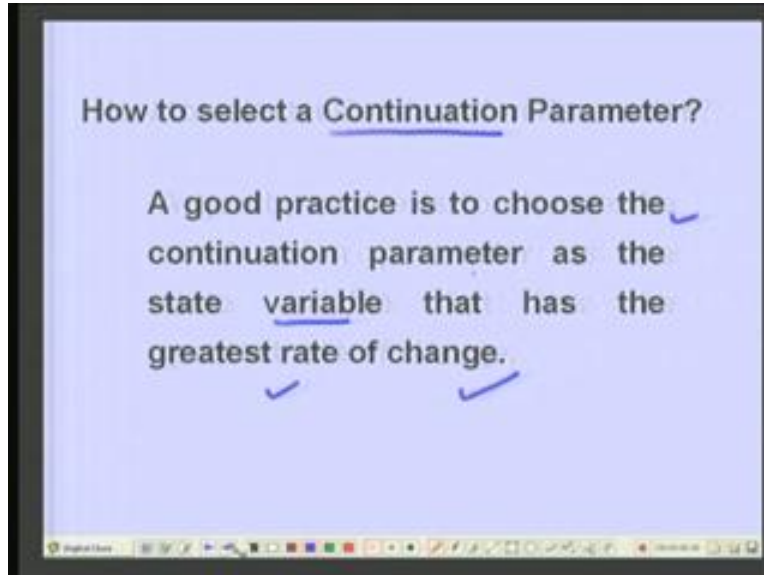 How to select a Continuation Parameter?
A good practice is to choose the
continuation parameter as the
state variable that has the
greatest rate of change.